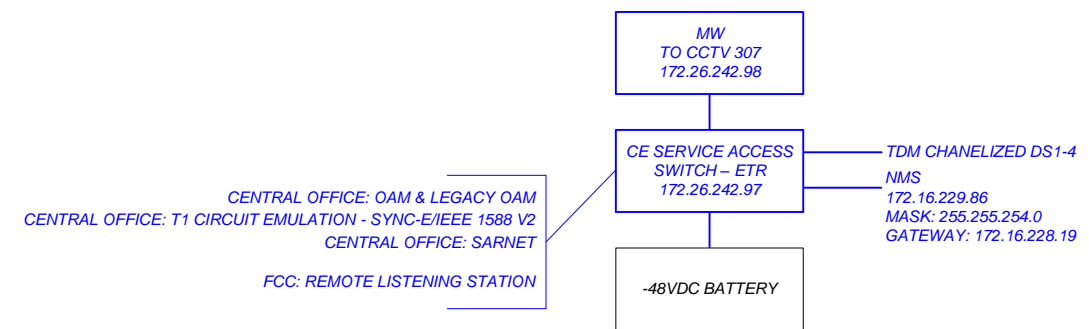 MW
TO CCTV 307
172.26.242.98
CE SERVICE ACCESS
SWITCH – ETR
172.26.242.97
TDM CHANELIZED DS1-4
NMS
172.16.229.86
MASK: 255.255.254.0
GATEWAY: 172.16.228.19
CENTRAL OFFICE: OAM & LEGACY OAM
CENTRAL OFFICE: T1 CIRCUIT EMULATION - SYNC-E/IEEE 1588 V2
CENTRAL OFFICE: SARNET
FCC: REMOTE LISTENING STATION
-48VDC BATTERY